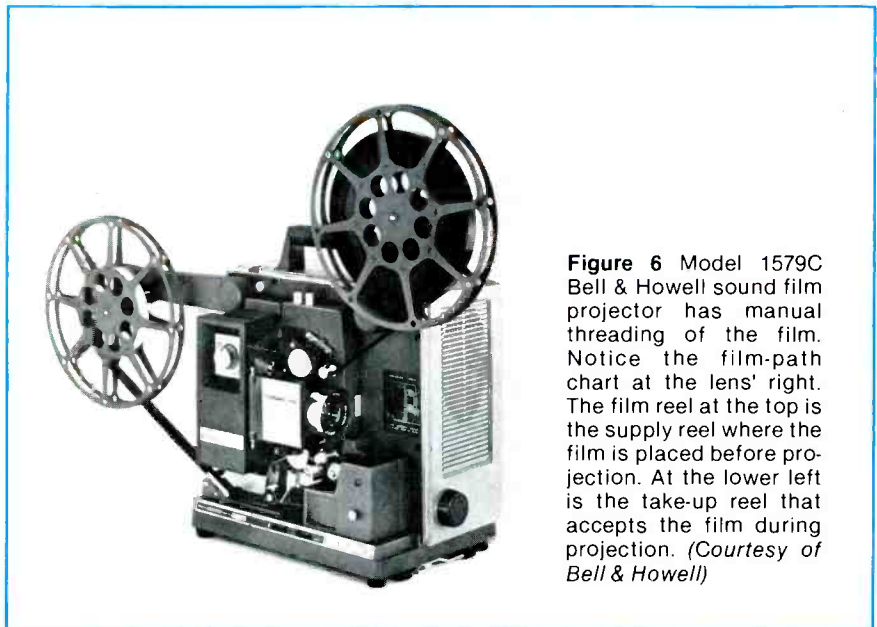 Figure 6 Model 1579C
Bell & Howell sound film
projector has manual
threading of the film.
Notice the film-path
chart at the lens' right.
The film reel at the top is
the supply reel where the
film is placed before pro-
jection. At the lower left
is the take-up reel that
accepts the film during
projection. (Courtesy of
Bell & Howell)